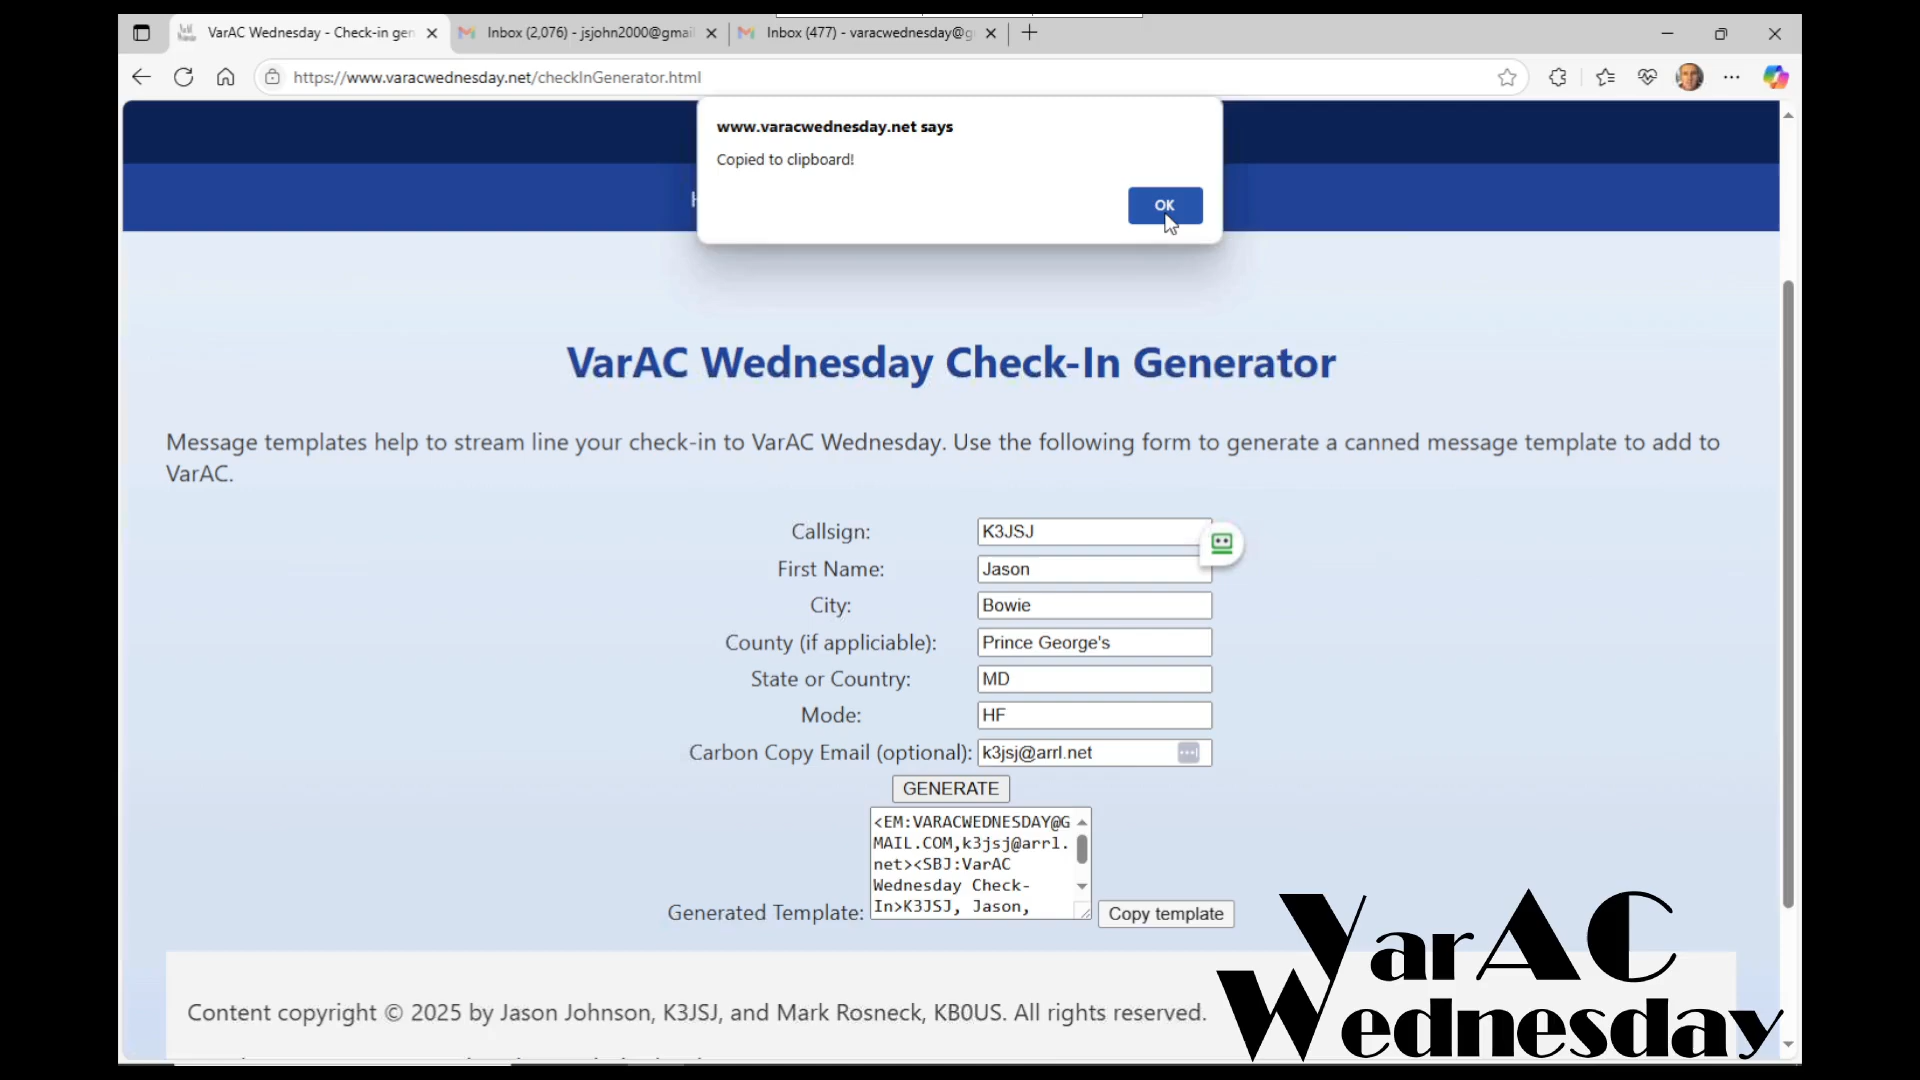 VarAC Wednesday - Check-in gen
Inbox (2,076) - jsjohn2000@gmail
Inbox (477) - varacwednesday@g
https://www.varacwednesday.net/checkInGenerator.html
www.varacwednesday.net says
Copied to clipboard!
OK
VarAC Wednesday Check-In Generator
Message templates help to stream line your check-in to VarAC Wednesday. Use the following form to generate a canned message template to add to
VarAC.
Callsign: K3JSJ
First Name: Jason
City: Bowie
County (if appliciable): Prince George's
State or Country: MD
Mode: HF
Carbon Copy Email (optional): k3jsj@arrl.net
GENERATE
<EM:VARACWEDNESDAY@G
MAIL.COM,k3jsj@arrl.
net><SBJ:VarAC
Wednesday Check-
In>K3JSJ, Jason,
Generated Template:
Copy template
Content copyright © 2025 by Jason Johnson, K3JSJ, and Mark Rosneck, KB0US. All rights reserved.
VarAC
Wednesday